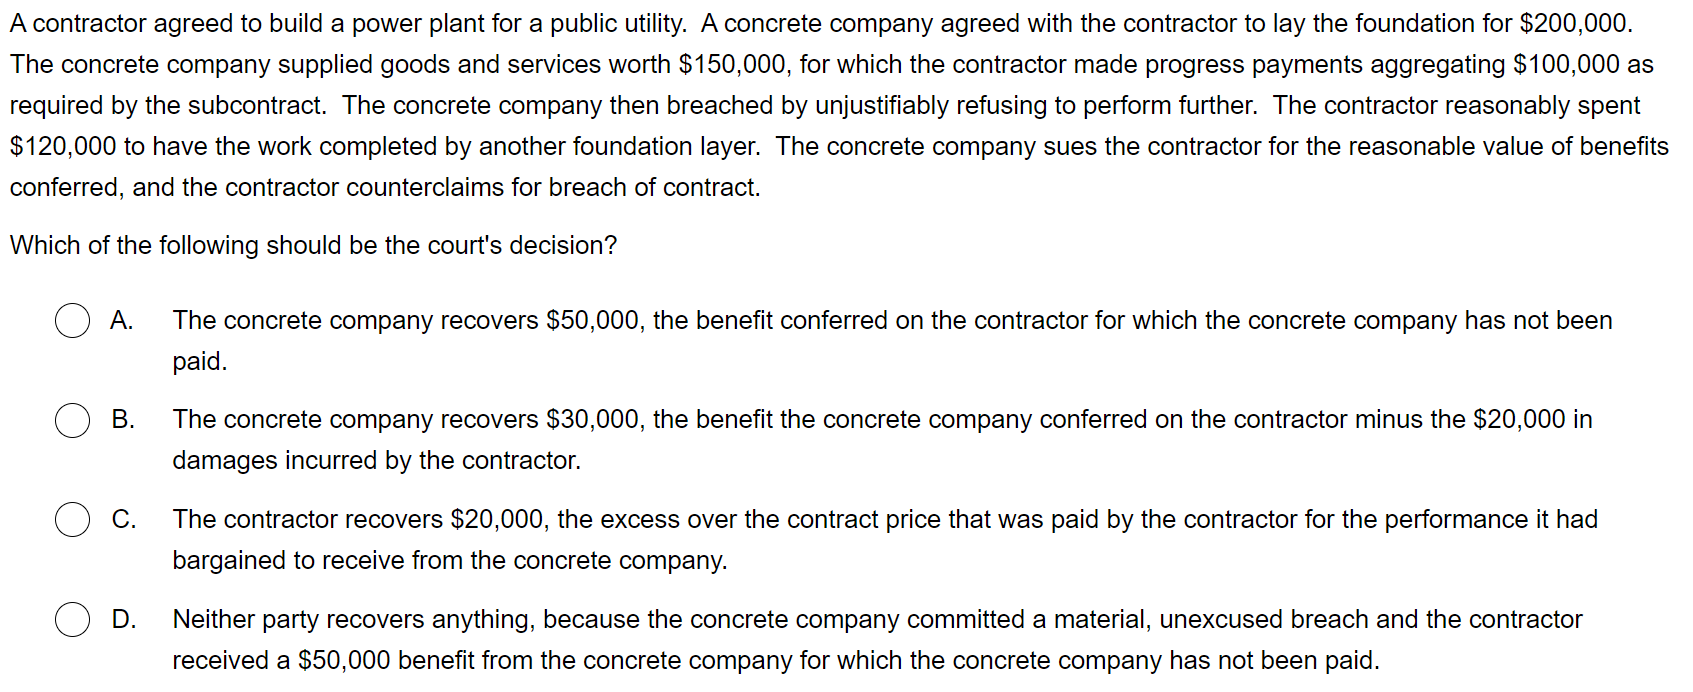 A contractor agreed to build a power plant for a public utility.  A concrete company agreed with the contractor to lay the foundation for $200,000.
The concrete company supplied goods and services worth $150,000, for which the contractor made progress payments aggregating $100,000 as
required by the subcontract.  The concrete company then breached by unjustifiably refusing to perform further.  The contractor reasonably spent
$120,000 to have the work completed by another foundation layer.  The concrete company sues the contractor for the reasonable value of benefits
conferred, and the contractor counterclaims for breach of contract.
Which of the following should be the court's decision?
A. The concrete company recovers $50,000, the benefit conferred on the contractor for which the concrete company has not been
paid.
B. The concrete company recovers $30,000, the benefit the concrete company conferred on the contractor minus the $20,000 in
damages incurred by the contractor.
C. The contractor recovers $20,000, the excess over the contract price that was paid by the contractor for the performance it had
bargained to receive from the concrete company.
D. Neither party recovers anything, because the concrete company committed a material, unexcused breach and the contractor
received a $50,000 benefit from the concrete company for which the concrete company has not been paid.